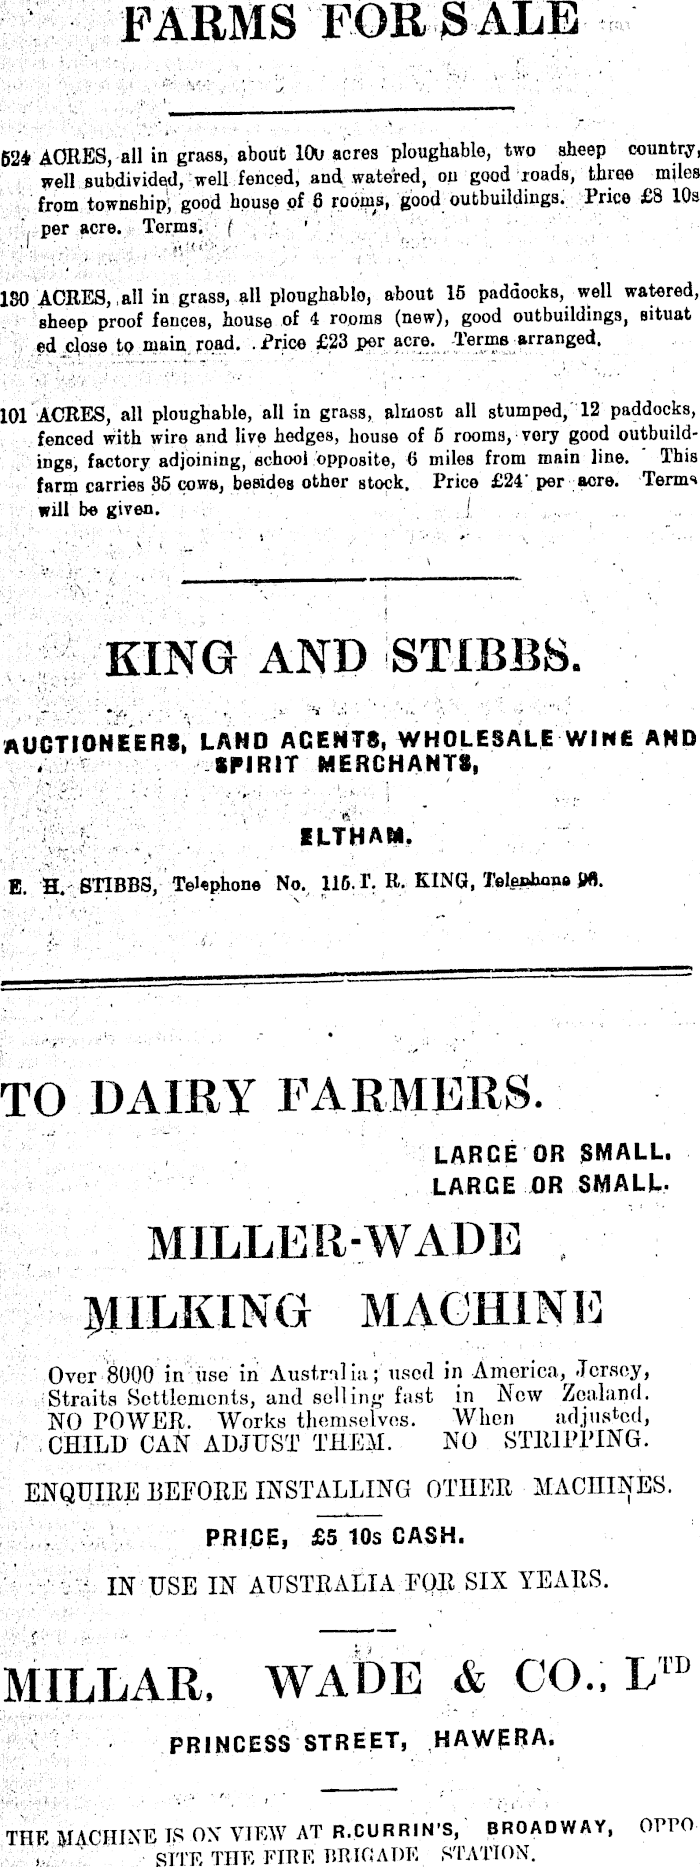 FARMS FOR SALE
524 ACRES, all in grass, about 100 acres ploughable, two sheep country,
well subdivided, well fenced, and watered, on good roads, three miles
from township, good house of 6 rooms, good outbuildings. Price £8 10s
per acre. Terms.
130 ACRES, all in grass, all ploughable, about 15 paddocks, well watered,
sheep proof fences, house of 4 rooms (new), good outbuildings, situat
ed close to main road. Price £23 per acre. Terms arranged.
101 ACRES, all ploughable, all in grass, almost all stumped, 12 paddocks,
fenced with wire and live hedges, house of 5 rooms, very good outbuild-
ings, factory adjoining, school opposite, 6 miles from main line. This
farm carries 35 cows, besides other stock. Price £24 per acre. Terms
will be given.
KING AND STIBBS.
AUCTIONEERS, LAND AGENTS, WHOLESALE WINE AND
SPIRIT MERCHANTS,
ELTHAM.
E. H. STIBBS, Telephone No. 115. T. R. KING, Telephone 96.
TO DAIRY FARMERS.
LARGE OR SMALL.
LARGE OR SMALL.
MILLER-WADE
MILKING MACHINE
Over 8000 in use in Australia; used in America, Jersey,
Straits Settlements, and selling fast in New Zealand.
NO POWER. Works themselves. When adjusted,
CHILD CAN ADJUST THEM. NO STRIPPING.
ENQUIRE BEFORE INSTALLING OTHER MACHINES.
PRICE, £5 10s CASH.
IN USE IN AUSTRALIA FOR SIX YEARS.
MILLAR, WADE & CO., LTD
PRINCESS STREET, HAWERA.
THE MACHINE IS ON VIEW AT R.CURRIN'S, BROADWAY, OPPO
SITE THE FIRE BRIGADE STATION.